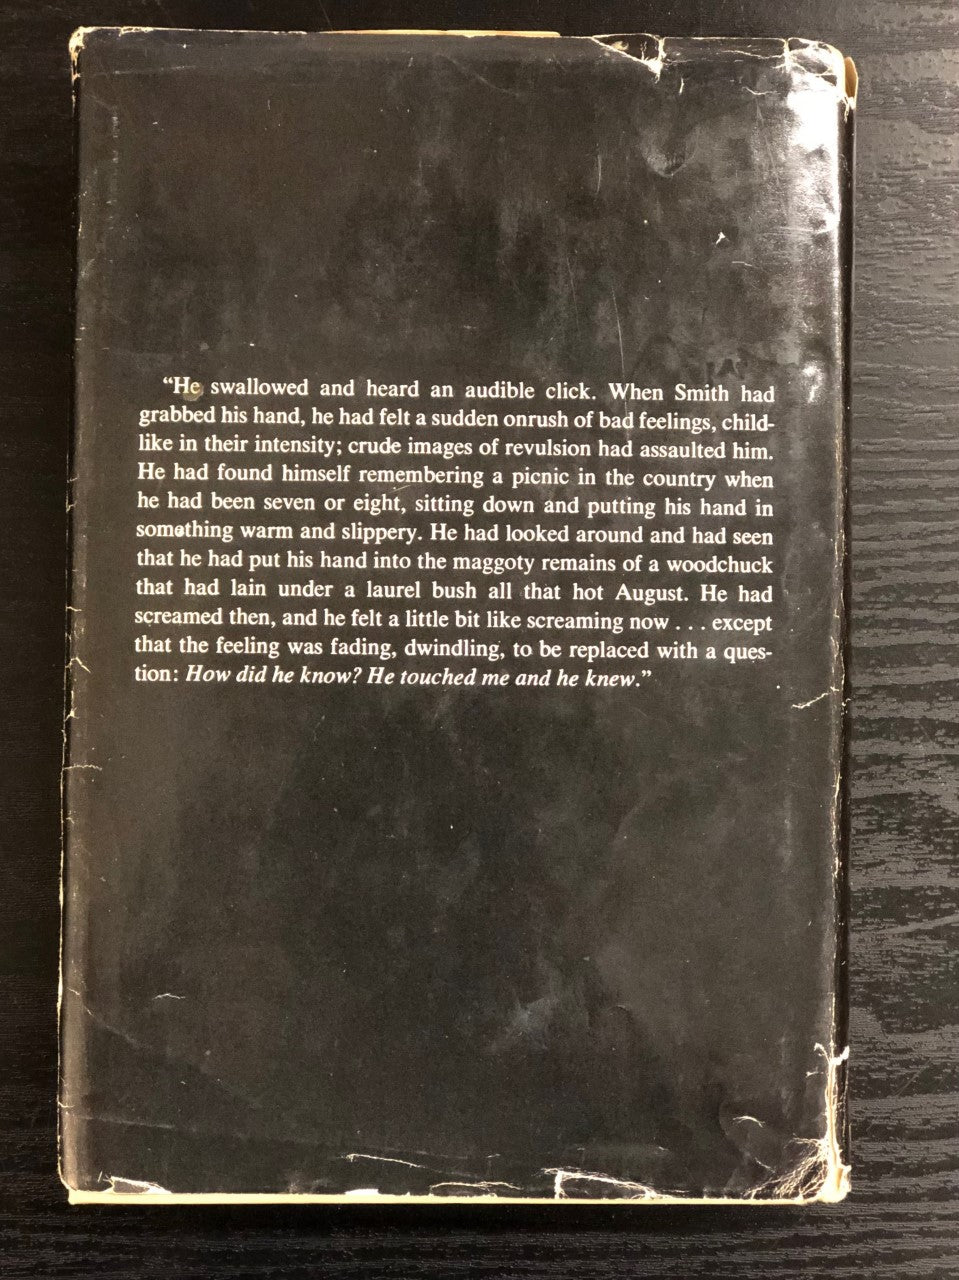 “He swallowed and heard an audible click. When Smith had
grabbed his hand, he had felt a sudden onrush of bad feelings, child-
like in their intensity; crude images of revulsion had assaulted him.
He had found himself remembering a picnic in the country when
he had been seven or eight, sitting down and putting his hand in
something warm and slippery. He had looked around and had seen
that he had put his hand into the maggoty remains of a woodchuck
that had lain under a laurel bush all that hot August. He had
screamed then, and he felt a little bit like screaming now . . . except
that the feeling was fading, dwindling, to be replaced with a ques-
tion: How did he know? He touched me and he knew.”